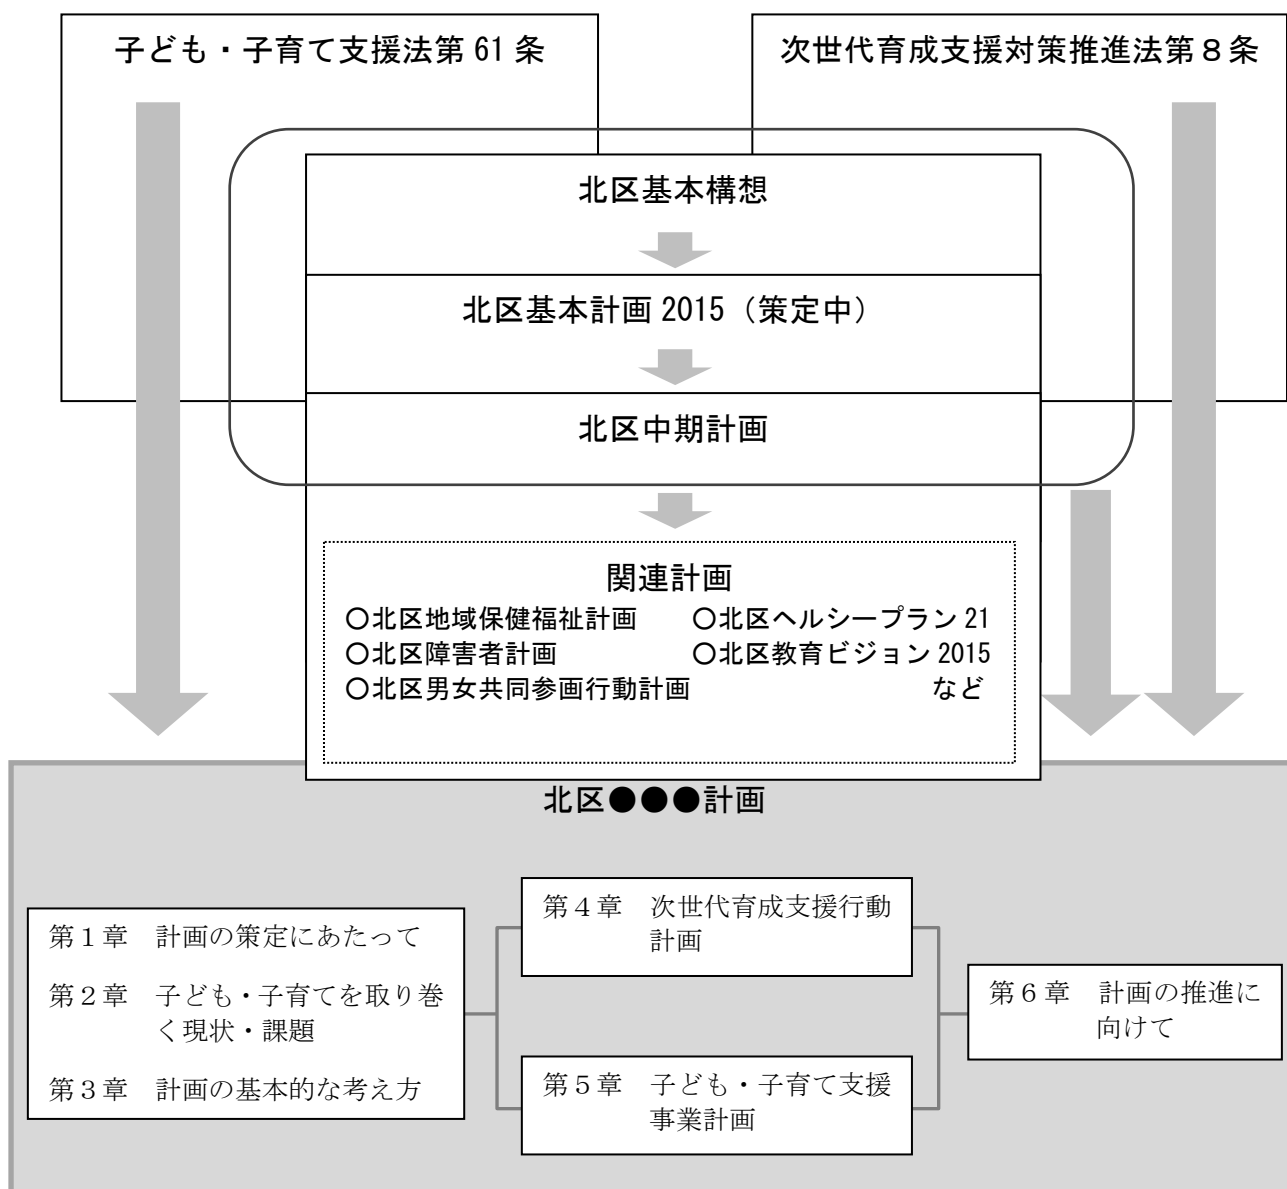 子ども・子育て支援法第 61 条
次世代育成支援対策推進法第８条
北区基本構想
北区基本計画 2015（策定中）
北区中期計画
関連計画
○北区地域保健福祉計画　○北区ヘルシープラン 21
○北区障害者計画　○北区教育ビジョン 2015
○北区男女共同参画行動計画　など
北区●●●計画
第１章　計画の策定にあたって
第２章　子ども・子育てを取り巻
く現状・課題
第３章　計画の基本的な考え方
第４章　次世代育成支援行動
計画
第５章　子ども・子育て支援
事業計画
第６章　計画の推進に
向けて